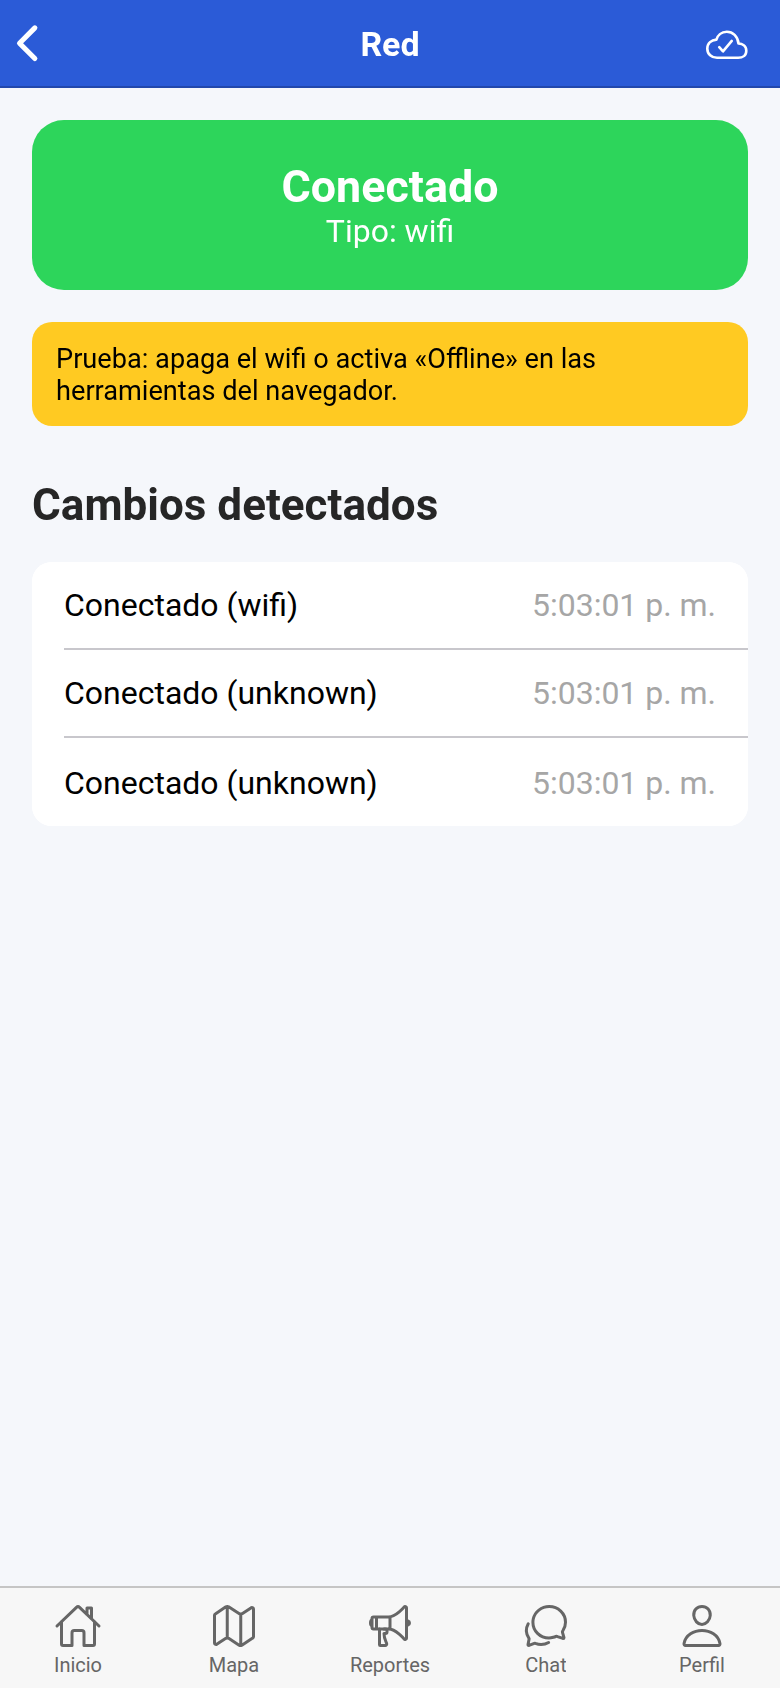 Red
Conectado
Tipo: wifi
Prueba: apaga el wifi o activa «Offline» en las
herramientas del navegador.
Cambios detectados
Conectado (wifi) 5:03:01 p. m.
Conectado (unknown) 5:03:01 p. m.
Conectado (unknown) 5:03:01 p. m.
Inicio Mapa Reportes Chat Perfil